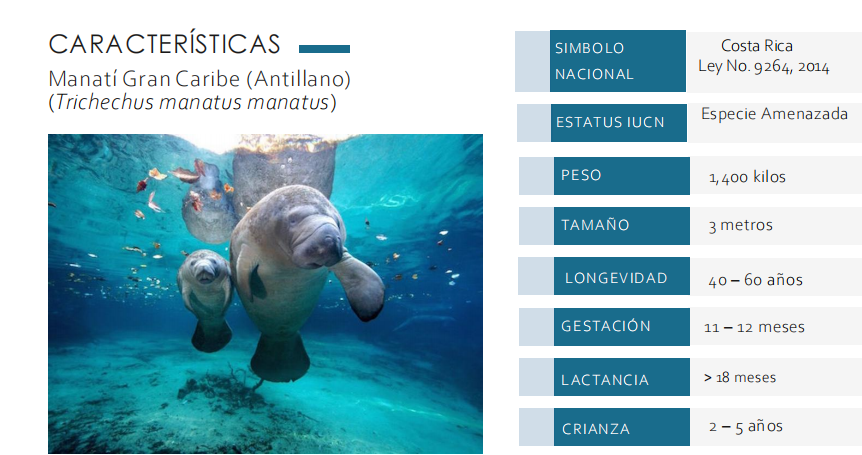 CARACTERÍSTICAS
Manatí Gran Caribe (Antillano)
(Trichechus manatus manatus)
SIMBOLO
NACIONAL
Costa Rica
Ley No. 9264, 2014
ESTATUS IUCN
Especie Amenazada
PESO
1,400 kilos
TAMAÑO
3 metros
LONGEVIDAD
40 – 60 años
GESTACIÓN
11 – 12 meses
LACTANCIA
> 18 meses
CRIANZA
2 – 5 años